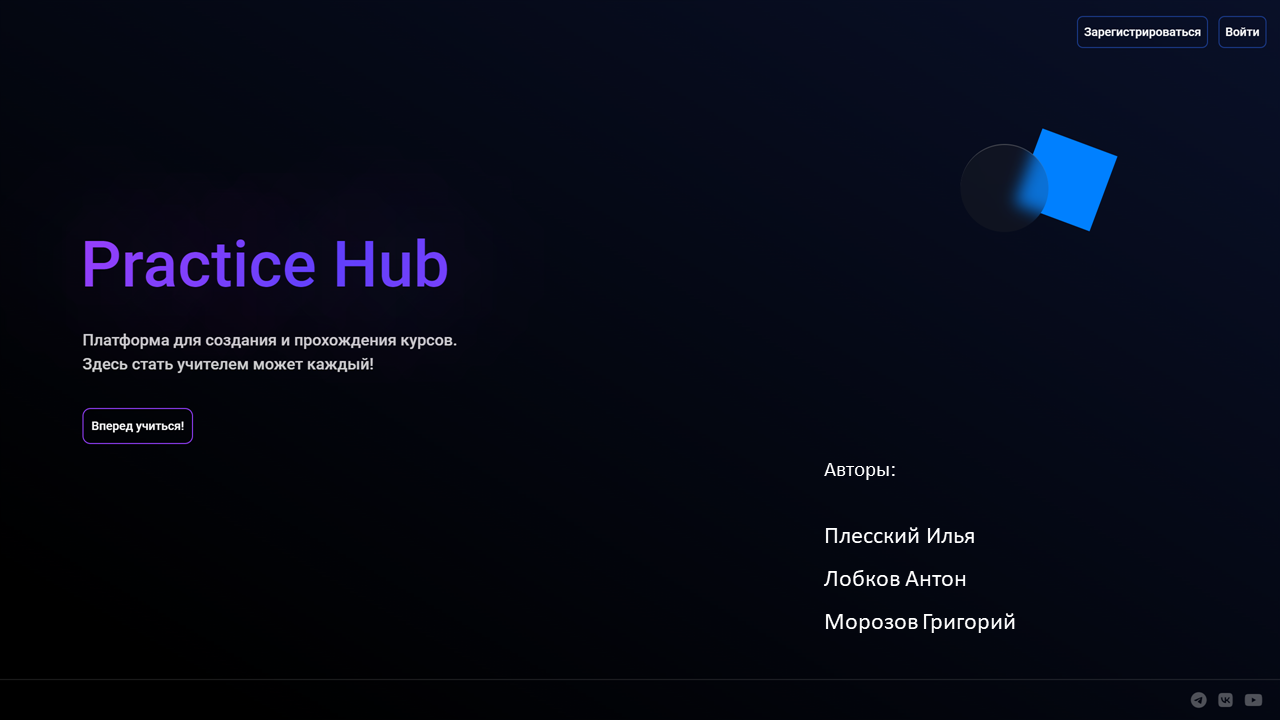 Зарегистрироваться
Войти
Practice Hub
Платформа для создания и прохождения курсов.
Здесь стать учителем может каждый!
Вперед учиться!
Авторы:
Плесский Илья
Лобков Антон
Морозов Григорий